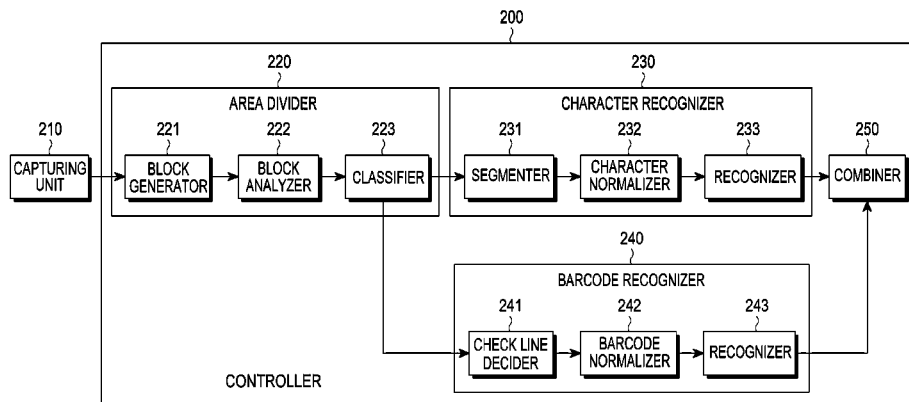 200
220
230
AREA DIVIDER
CHARACTER RECOGNIZER
210
221
222
223
231
232
233
250
CAPTURING
UNIT
BLOCK
GENERATOR
BLOCK
ANALYZER
CLASSIFIER
SEGMENTER
CHARACTER
NORMALIZER
RECOGNIZER
COMBINER
240
BARCODE RECOGNIZER
241
242
243
CHECK LINE
DECIDER
BARCODE
NORMALIZER
RECOGNIZER
CONTROLLER